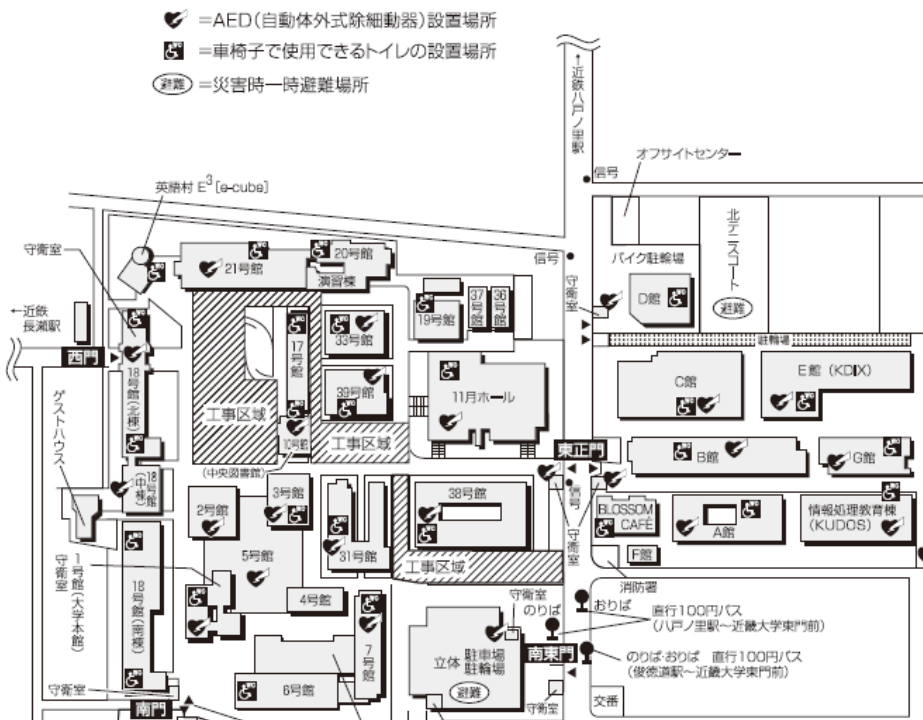 =AED(自動体外式除細動器)設置場所
=車椅子で使用できるトイレの設置場所
避難 =災害時一時避難場所
←近鉄八戸ノ里駅
信号
オフサイトセンター
英語村 E³ [e-cube]
守衛室
21号館
20号館
演習棟
信号
守衛室
バイク駐輪場
D館
北テニスコート
避難
←近鉄
長瀬駅
西門
18号館(北棟)
17号館
33号館
19号館
37号館
36号館
駐輪場
C館
E館 (KDIX)
ゲストハウス
工事区域
39号館
11月ホール
10号館
(中央図書館)
工事区域
東正門
B館
G館
18号館(中棟)
2号館
3号館
31号館
38号館
信号
守衛室
BLOSSOM
CAFÉ
A館
情報処理教育棟
(KUDOS)
F館
守衛室
1号館(大学本館)
5号館
工事区域
消防署
18号館(南棟)
4号館
7号館
守衛室
のりば
おりば
直行100円バス
(八戸ノ里駅~近畿大学東門前)
立体
駐車場
駐輪場
避難
南東門
のりば・おりば 直行100円バス
(俊徳道駅~近畿大学東門前)
守衛室
南門
6号館
守衛室
交番